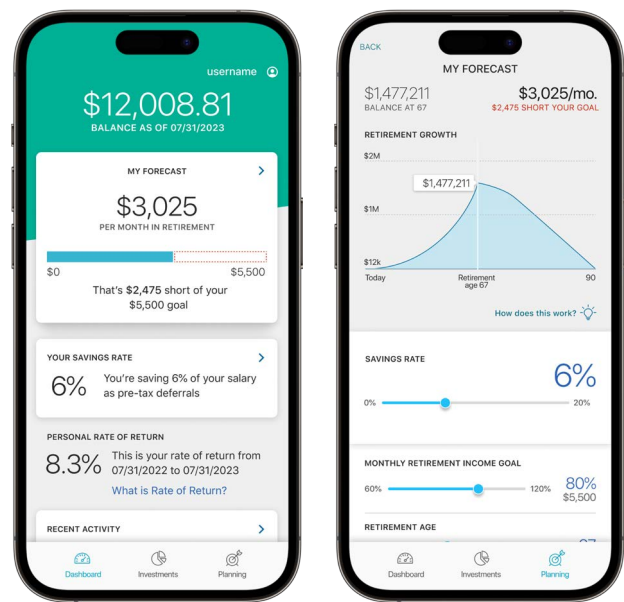 username
$12,008.81
BALANCE AS OF 07/31/2023
MY FORECAST
$3,025
PER MONTH IN RETIREMENT
$0
$5,500
That's $2,475 short of your
$5,500 goal
YOUR SAVINGS RATE
6%
You're saving 6% of your salary
as pre-tax deferrals
PERSONAL RATE OF RETURN
8.3%
This is your rate of return from
07/31/2022 to 07/31/2023
What is Rate of Return?
RECENT ACTIVITY
Dashboard
Investments
Planning
BACK
MY FORECAST
$1,477,211
BALANCE AT 67
$3,025/mo.
$2,475 SHORT YOUR GOAL
RETIREMENT GROWTH
$2M
$1,477,211
$1M
$12k
Today
Retirement
age 67
90
How does this work?
SAVINGS RATE
6%
0%
20%
MONTHLY RETIREMENT INCOME GOAL
60%
120%
80%
$5,500
RETIREMENT AGE
Dashboard
Investments
Planning